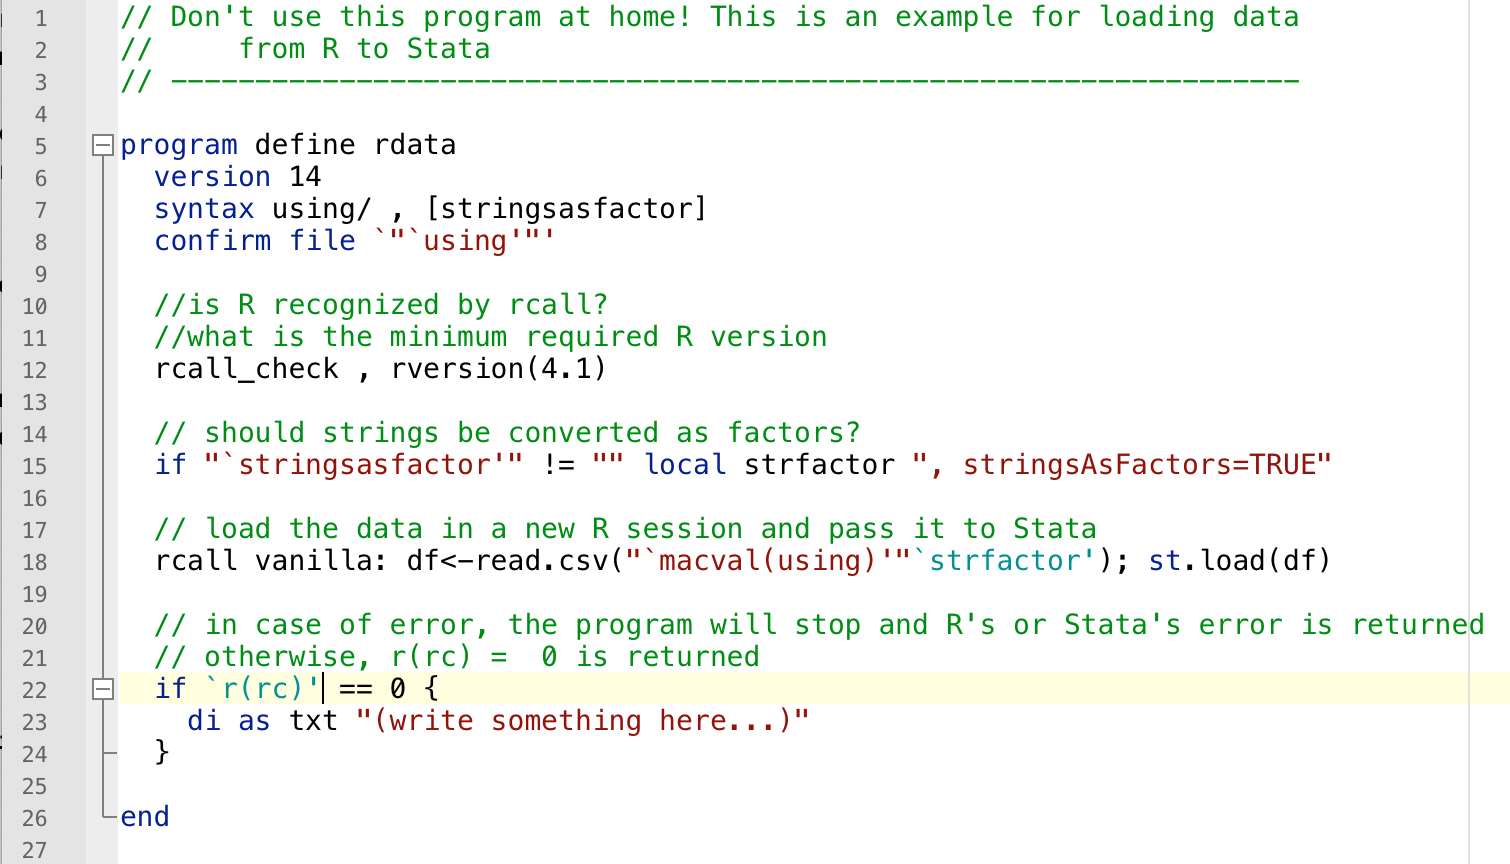 1 // Don't use this program at home! This is an example for loading data
2 //     from R to Stata
3 // -------------------------------------------------------------------
4
5 program define rdata
6   version 14
7   syntax using/ , [stringsasfactor]
8   confirm file `"`using'"'
9
10   //is R recognized by rcall?
11   //what is the minimum required R version
12   rcall_check , rversion(4.1)
13
14   // should strings be converted as factors?
15   if "`stringsasfactor'" != "" local strfactor ", stringsAsFactors=TRUE"
16
17   // load the data in a new R session and pass it to Stata
18   rcall vanilla: df<-read.csv("`macval(using)'"`strfactor'); st.load(df)
19
20   // in case of error, the program will stop and R's or Stata's error is returned
21   // otherwise, r(rc) =  0 is returned
22   if `r(rc)' == 0 {
23     di as txt "(write something here...)"
24   }
25
26 end
27